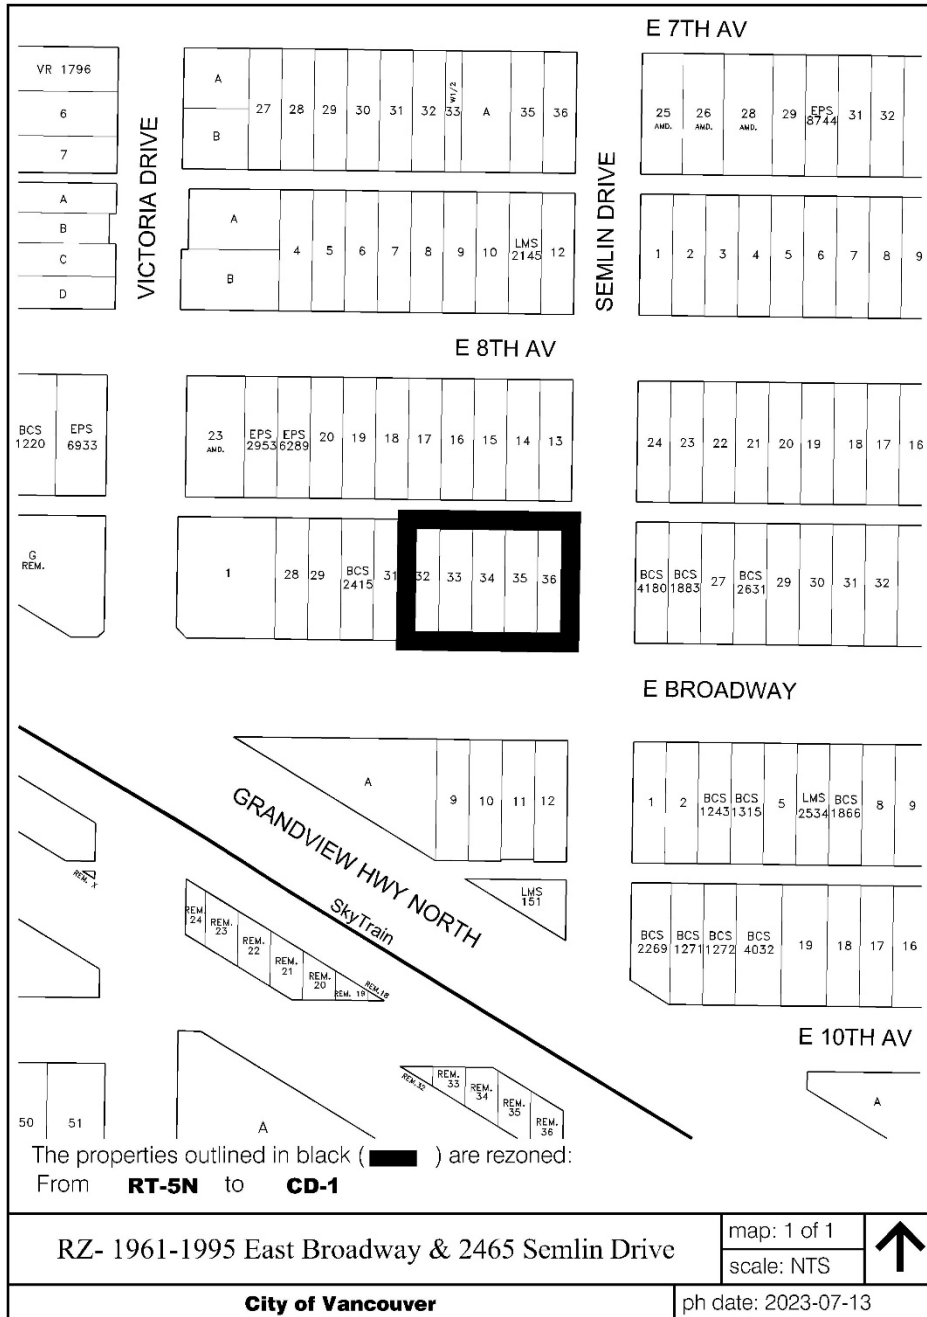 E 7TH AV
VR 1796
6
7
A
B
C
D
VICTORIA DRIVE
A
B
27 28 29 30 31 32 33 W1/2 A 35 36
SEMLIN DRIVE
25 AMD. 26 AMD. 28 AMD. 29 EPS 8744 31 32
A
B
4 5 6 7 8 9 10 LMS 2145 12
1 2 3 4 5 6 7 8 9
E 8TH AV
BCS 1220 EPS 6933
23 AMD. EPS 2953 EPS 6289 20 19 18 17 16 15 14 13
24 23 22 21 20 19 18 17 16
G REM.
1 28 29 BCS 2415 31 32 33 34 35 36
BCS 4180 BCS 1883 27 BCS 2631 29 30 31 32
E BROADWAY
A 9 10 11 12
1 2 BCS 1243 BCS 1315 5 LMS 2534 BCS 1866 8 9
GRANDVIEW HWY NORTH
SkyTrain
REM. X
LMS 151
REM. 24
REM. 23
REM. 22
REM. 21
REM. 20
REM. 19
REM. 18
BCS 2269 BCS 1271 BCS 1272 BCS 4032 19 18 17 16
E 10TH AV
50 51
A
REM. 32
REM. 33
REM. 34
REM. 35
REM. 36
A
The properties outlined in black ( ) are rezoned:
From RT-5N to CD-1
RZ- 1961-1995 East Broadway & 2465 Semlin Drive
map: 1 of 1
scale: NTS
City of Vancouver
ph date: 2023-07-13